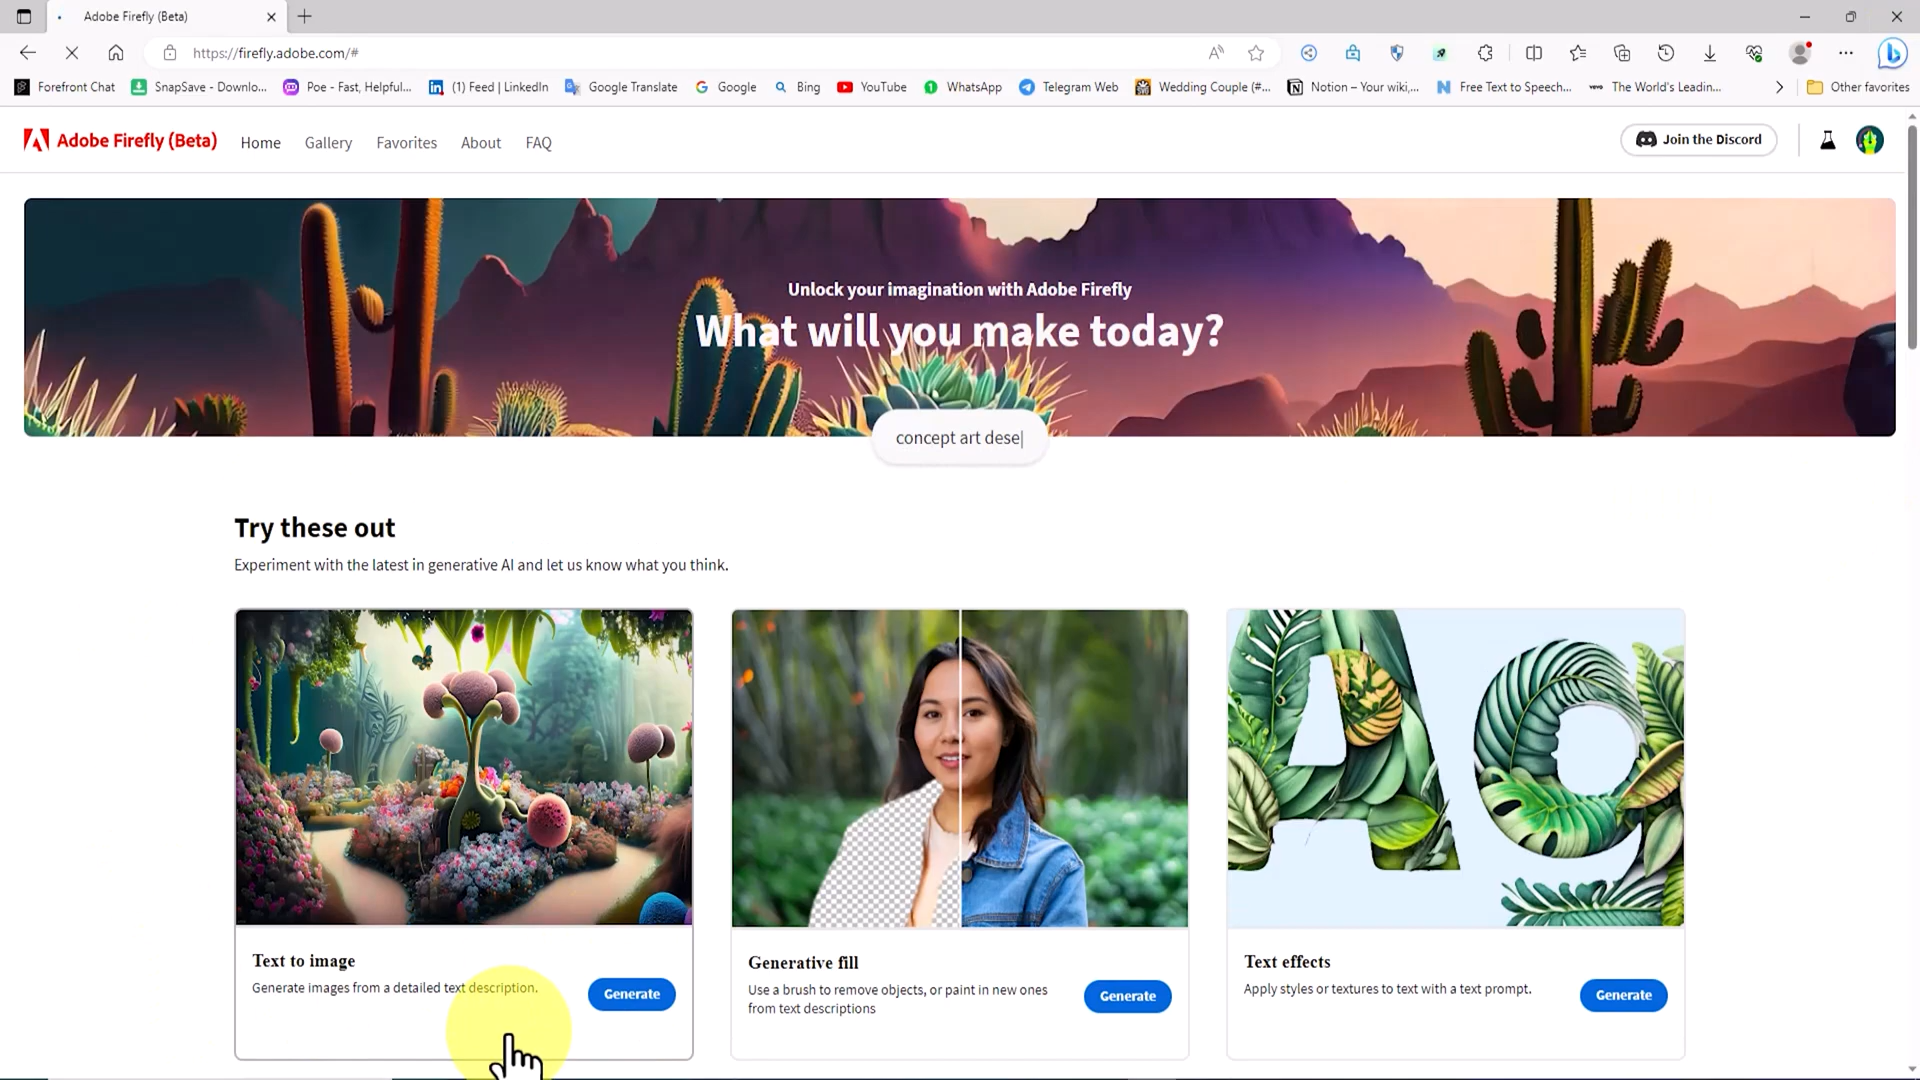 Adobe Firefly (Beta)
https://firefly.adobe.com/#
Forefront Chat
SnapSave - Downlo...
Poe - Fast, Helpful...
(1) Feed | LinkedIn
Google Translate
Google
Bing
YouTube
WhatsApp
Telegram Web
Wedding Couple (#...
Notion – Your wiki,...
Free Text to Speech...
The World's Leadin...
Other favorites
Adobe Firefly (Beta)
Home
Gallery
Favorites
About
FAQ
Join the Discord
Unlock your imagination with Adobe Firefly
What will you make today?
concept art dese
Try these out
Experiment with the latest in generative AI and let us know what you think.
Ag
Text to image
Generate images from a detailed text description.
Generate
Generative fill
Use a brush to remove objects, or paint in new ones
from text descriptions
Generate
Text effects
Apply styles or textures to text with a text prompt.
Generate